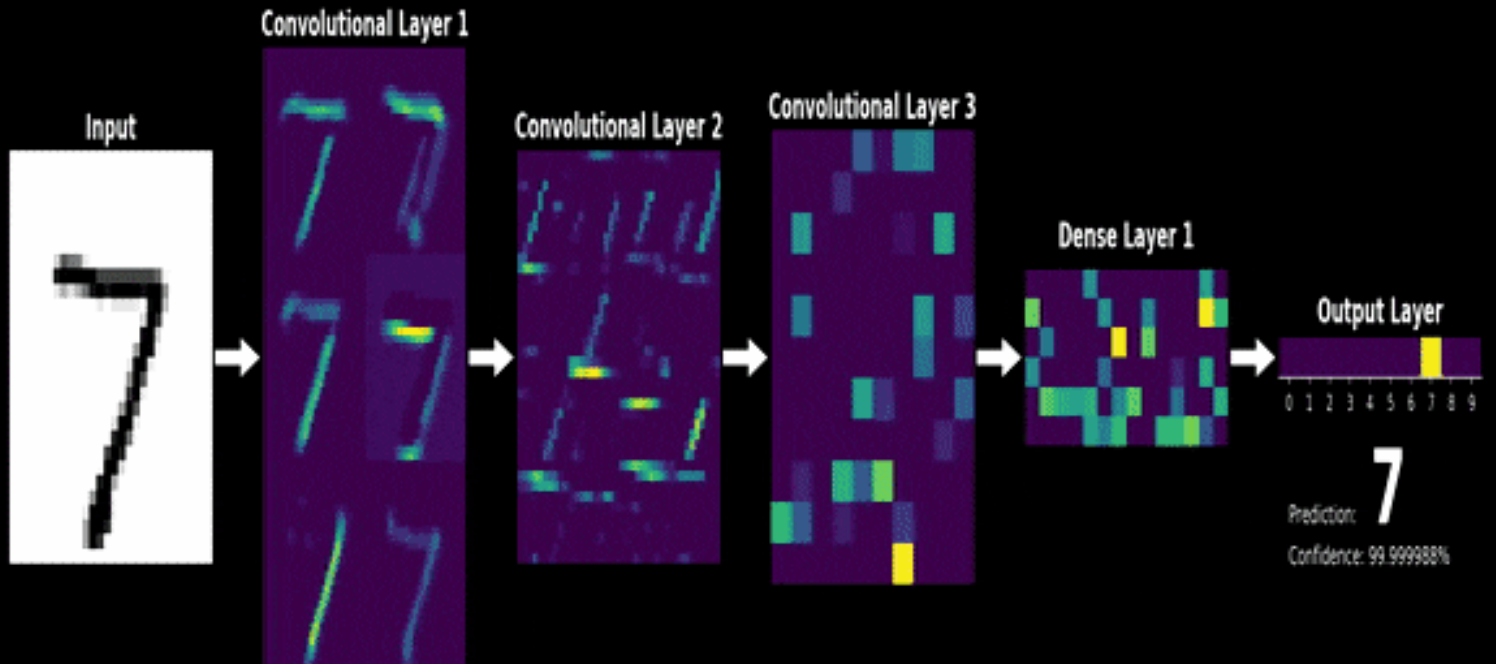 Input
Convolutional Layer 1
Convolutional Layer 2
Convolutional Layer 3
Dense Layer 1
Output Layer
0 1 2 3 4 5 6 7 8 9
Prediction: 7
Confidence: 99.999988%
7